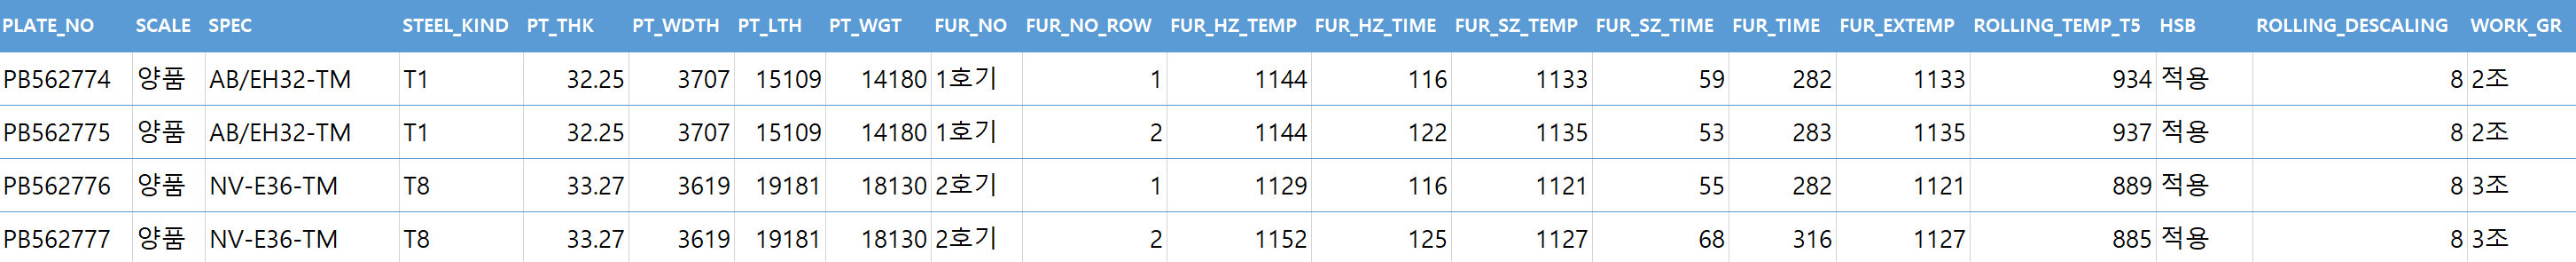 PLATE_NO SCALE SPEC STEEL_KIND PT_THK PT_WDTH PT_LTH PT_WGT FUR_NO FUR_NO_ROW FUR_HZ_TEMP FUR_HZ_TIME FUR_SZ_TEMP FUR_SZ_TIME FUR_TIME FUR_EXTEMP ROLLING_TEMP_T5 HSB ROLLING_DESCALING WORK_GR
PB562774 양품 AB/EH32-TM T1 32.25 3707 15109 14180 1호기 1 1144 116 1133 59 282 1133 934 적용 8 2조
PB562775 양품 AB/EH32-TM T1 32.25 3707 15109 14180 1호기 2 1144 122 1135 53 283 1135 937 적용 8 2조
PB562776 양품 NV-E36-TM T8 33.27 3619 19181 18130 2호기 1 1129 116 1121 55 282 1121 889 적용 8 3조
PB562777 양품 NV-E36-TM T8 33.27 3619 19181 18130 2호기 2 1152 125 1127 68 316 1127 885 적용 8 3조